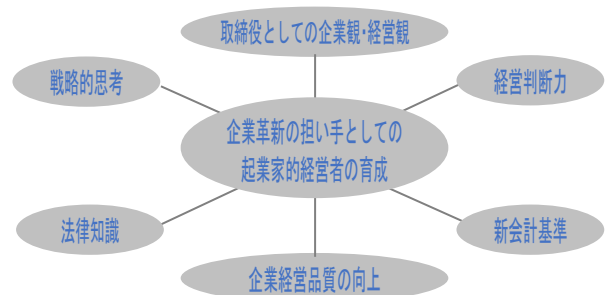 取締役としての企業観･経営観
戦略的思考
経営判断力
企業革新の担い手としての
起業家的経営者の育成
法律知識
新会計基準
企業経営品質の向上